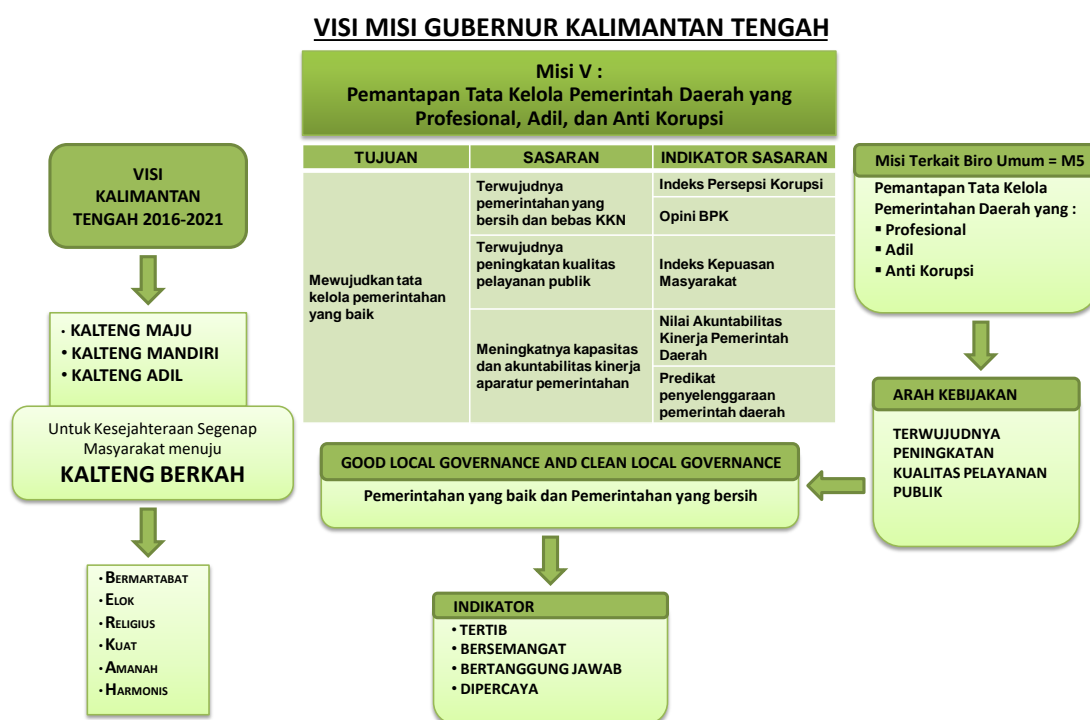 VISI MISI GUBERNUR KALIMANTAN TENGAH
Misi V :
Pemantapan Tata Kelola Pemerintah Daerah yang
Profesional, Adil, dan Anti Korupsi
VISI
KALIMANTAN
TENGAH 2016-2021
• KALTENG MAJU
• KALTENG MANDIRI
• KALTENG ADIL
Untuk Kesejahteraan Segenap
Masyarakat menuju
KALTENG BERKAH
• BERMARTABAT
• ELOK
• RELIGIUS
• KUAT
• AMANAH
• HARMONIS
TUJUAN
SASARAN
INDIKATOR SASARAN
Mewujudkan tata
kelola pemerintahan
yang baik
Terwujudnya
pemerintahan yang
bersih dan bebas KKN
Indeks Persepsi Korupsi
Opini BPK
Terwujudnya
peningkatan kualitas
pelayanan publik
Indeks Kepuasan
Masyarakat
Meningkatnya kapasitas
dan akuntabilitas kinerja
aparatur pemerintahan
Nilai Akuntabilitas
Kinerja Pemerintah
Daerah
Predikat
penyelenggaraan
pemerintah daerah
Misi Terkait Biro Umum = M5
Pemantapan Tata Kelola
Pemerintahan Daerah yang :
▪ Profesional
▪ Adil
▪ Anti Korupsi
ARAH KEBIJAKAN
TERWUJUDNYA
PENINGKATAN
KUALITAS PELAYANAN
PUBLIK
GOOD LOCAL GOVERNANCE AND CLEAN LOCAL GOVERNANCE
Pemerintahan yang baik dan Pemerintahan yang bersih
INDIKATOR
• TERTIB
• BERSEMANGAT
• BERTANGGUNG JAWAB
• DIPERCAYA